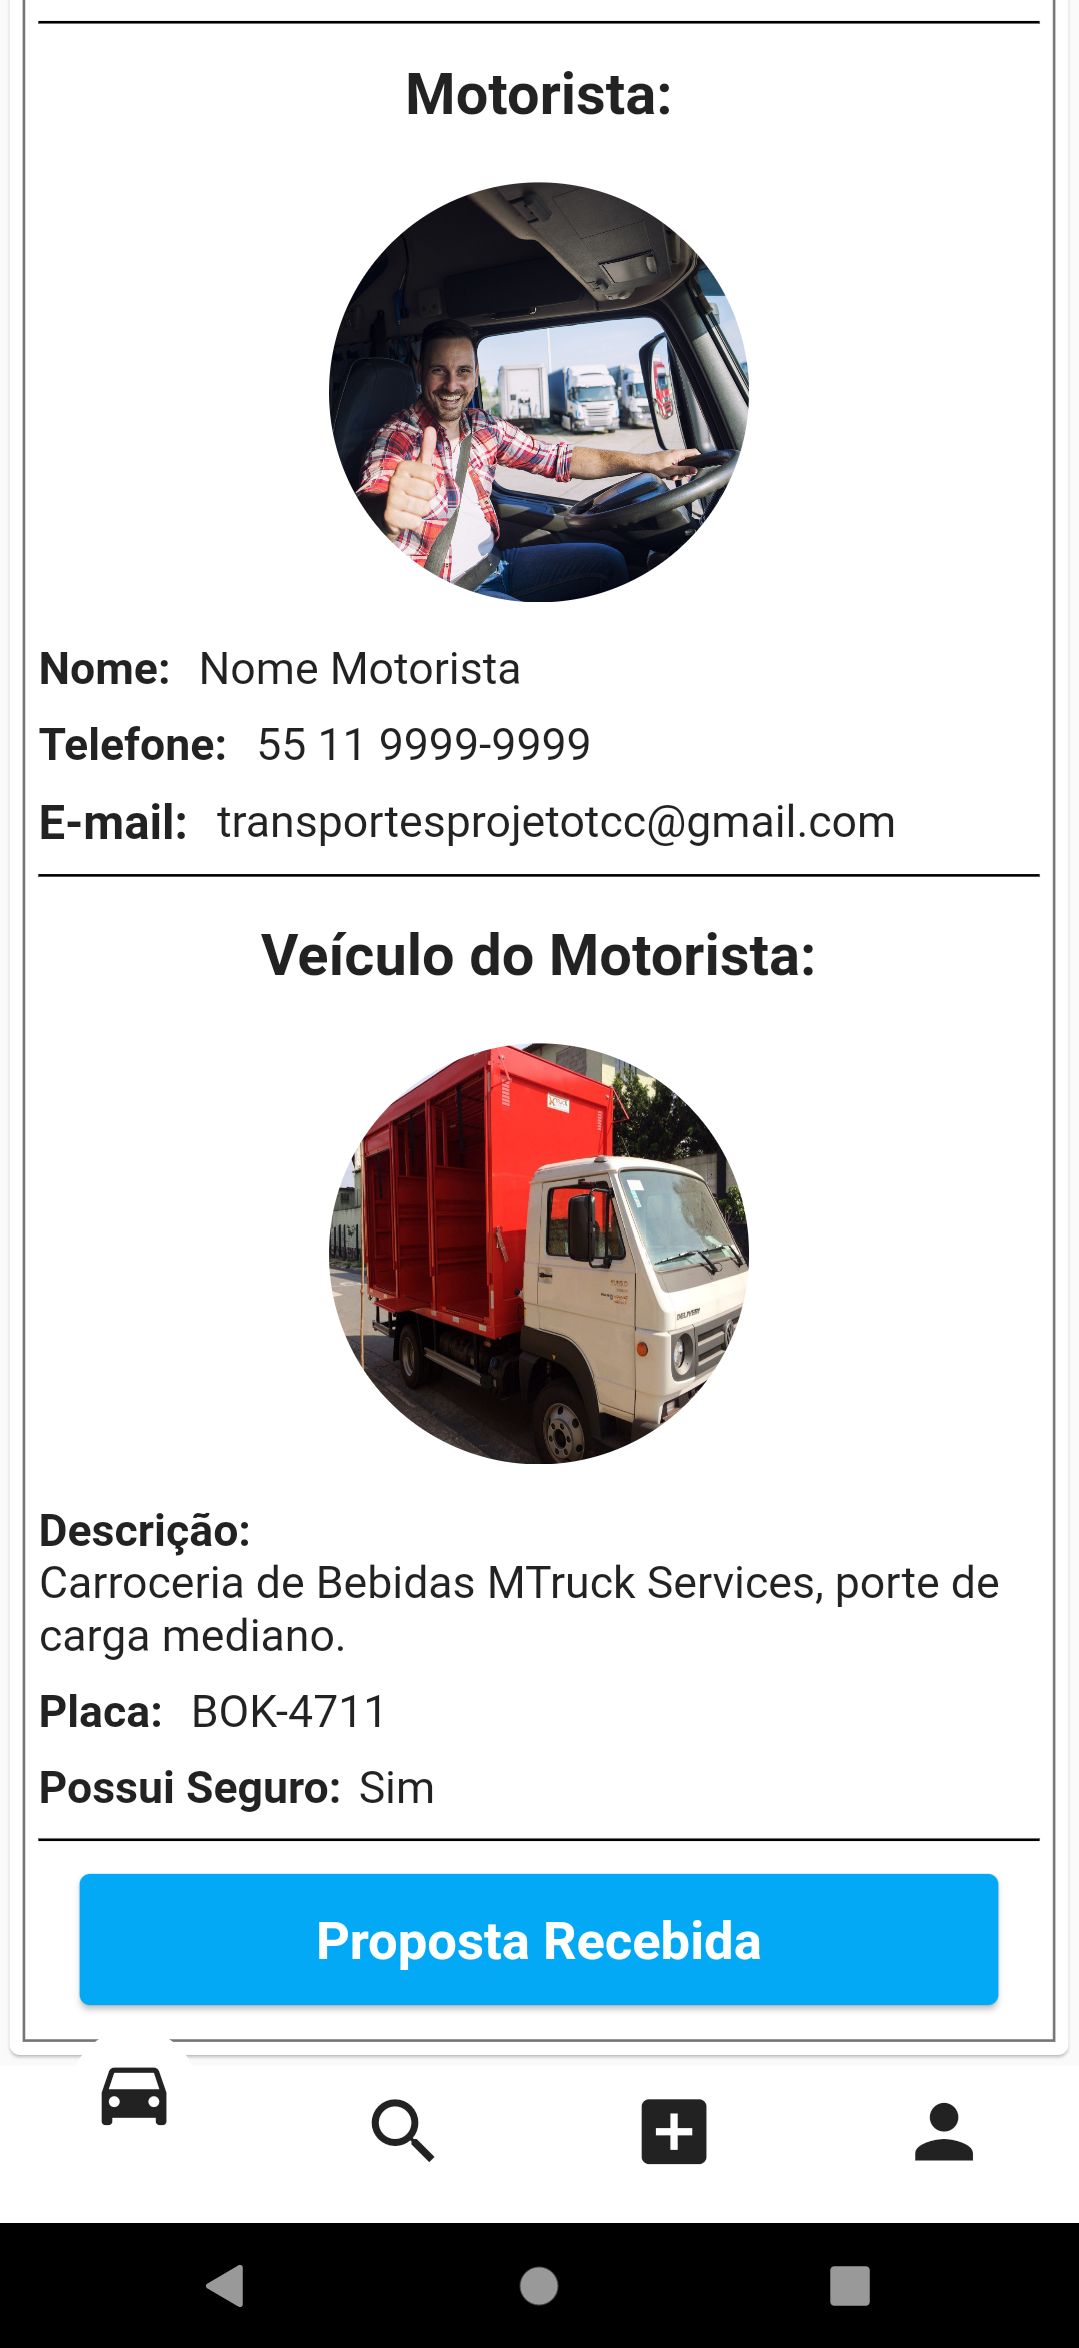 Motorista:
Nome: Nome Motorista
Telefone: 55 11 9999-9999
E-mail: transportesprojetotcc@gmail.com
Veículo do Motorista:
DELIVERY
Descrição:
Carroceria de Bebidas MTruck Services, porte de
carga mediano.
Placa: BOK-4711
Possui Seguro: Sim
Proposta Recebida